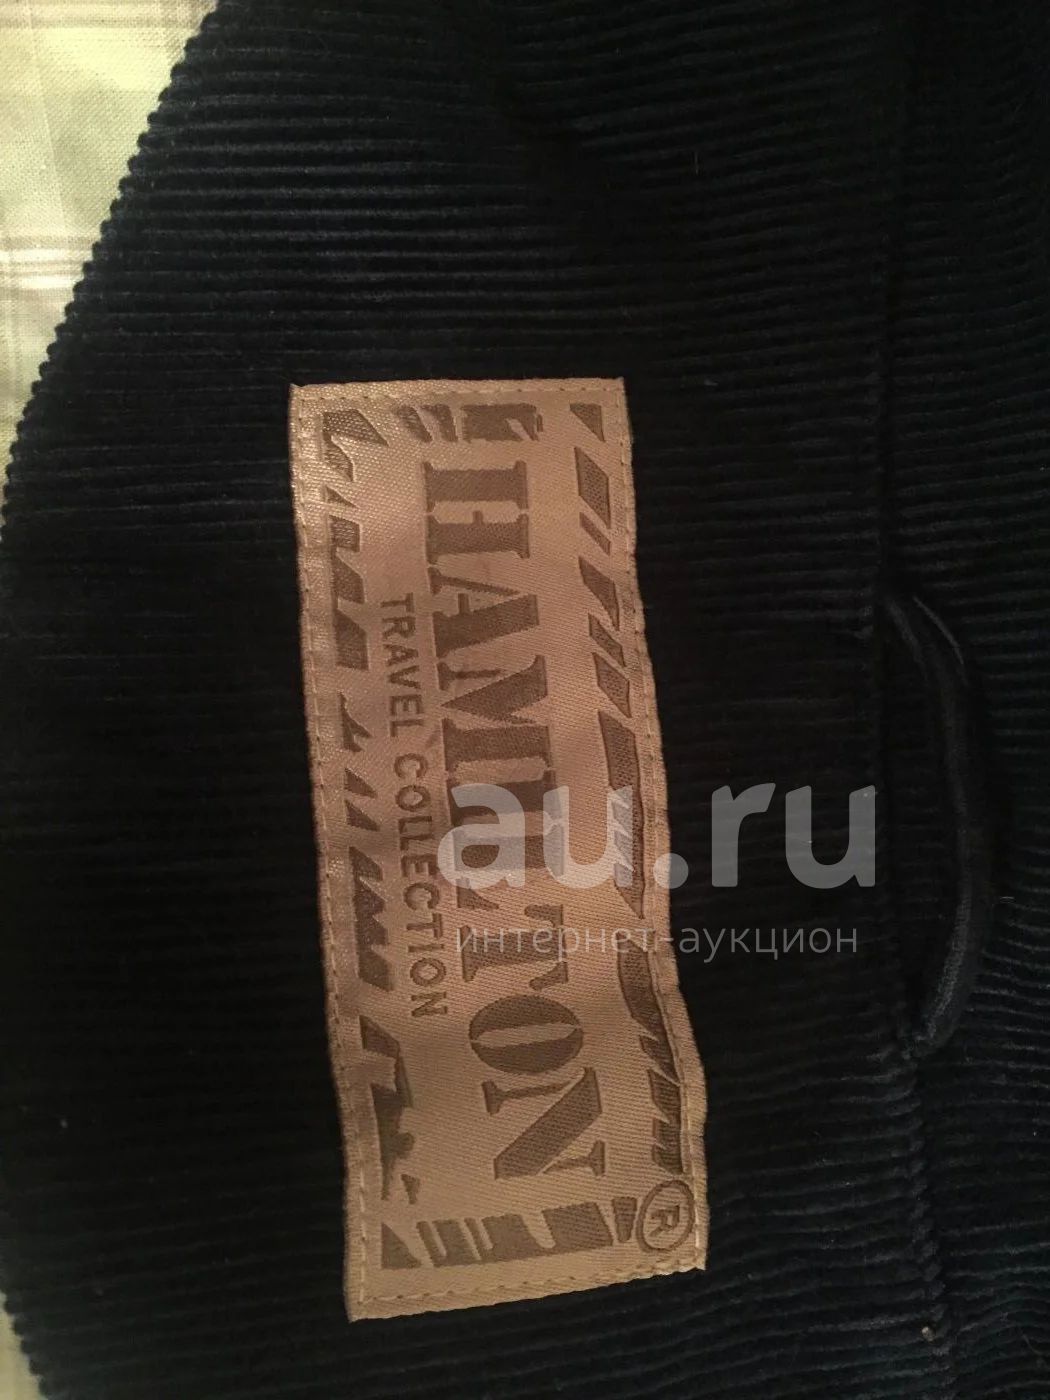 HAMILTON
®
TRAVEL COLLECTION
au.ru
интернет-аукцион